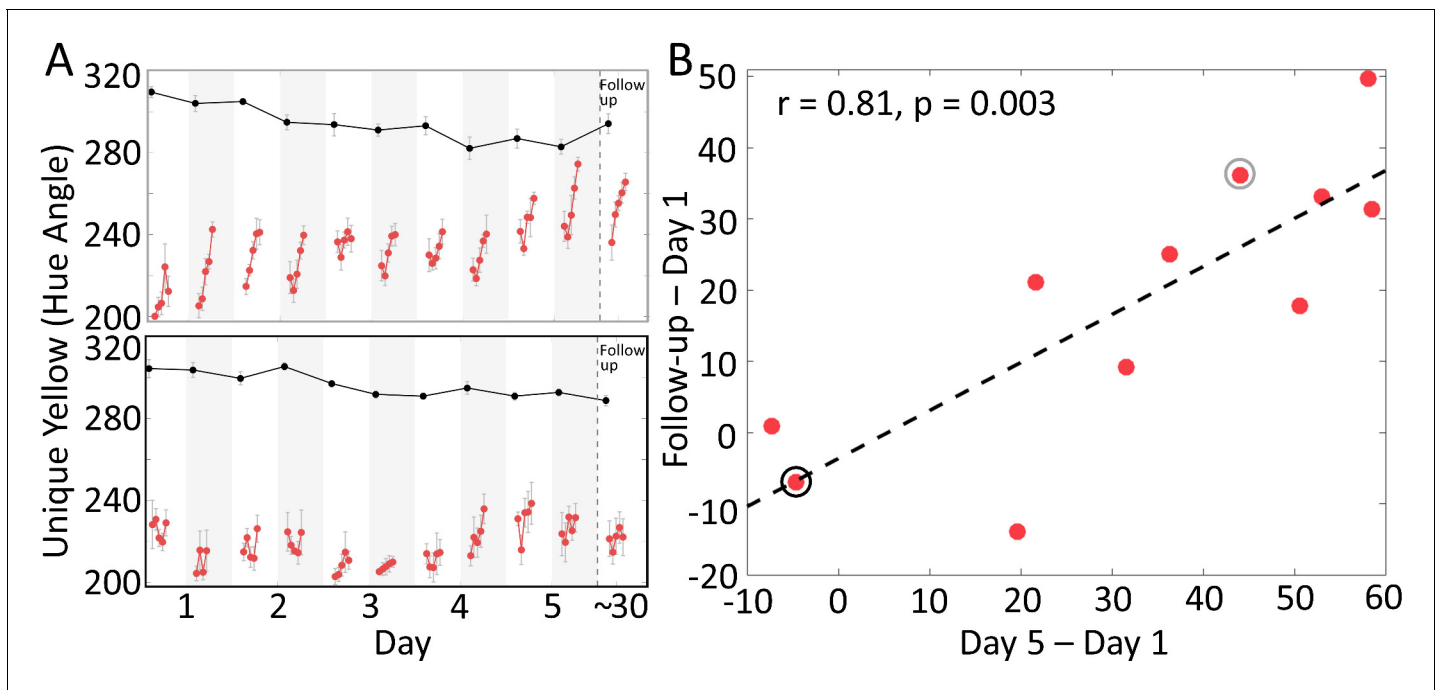 A
Unique Yellow (Hue Angle)
320
280
240
200
Follow
up
320
280
240
200
Follow
up
1 2 3 4 5 ~30
Day
B
r = 0.81, p = 0.003
Follow-up – Day 1
50
40
30
20
10
0
-10
-20
-10 0 10 20 30 40 50 60
Day 5 – Day 1